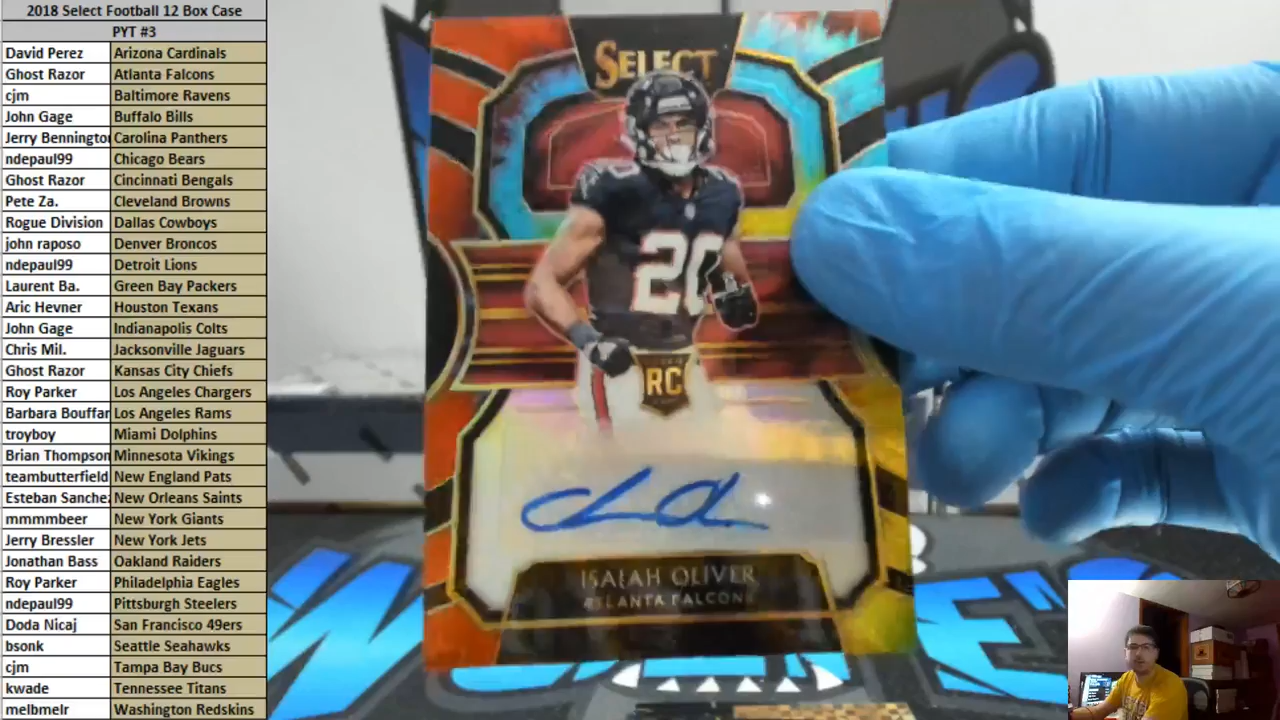 2018 Select Football 12 Box Case
PYT #3
David Perez Arizona Cardinals
Ghost Razor Atlanta Falcons
cjm Baltimore Ravens
John Gage Buffalo Bills
Jerry Bennington Carolina Panthers
ndepaul99 Chicago Bears
Ghost Razor Cincinnati Bengals
Pete Za. Cleveland Browns
Rogue Division Dallas Cowboys
john raposo Denver Broncos
ndepaul99 Detroit Lions
Laurent Ba. Green Bay Packers
Aric Hevner Houston Texans
John Gage Indianapolis Colts
Chris Mil. Jacksonville Jaguars
Ghost Razor Kansas City Chiefs
Roy Parker Los Angeles Chargers
Barbara Bouffar Los Angeles Rams
troyboy Miami Dolphins
Brian Thompson Minnesota Vikings
teambutterfield New England Pats
Esteban Sanchez New Orleans Saints
mmmmbeer New York Giants
Jerry Bressler New York Jets
Jonathan Bass Oakland Raiders
Roy Parker Philadelphia Eagles
ndepaul99 Pittsburgh Steelers
Doda Nicaj San Francisco 49ers
bsonk Seattle Seahawks
cjm Tampa Bay Bucs
kwade Tennessee Titans
melbmelr Washington Redskins
SELECT
20
20
RC
ISAIAH OLIVER
ATLANTA FALCONS